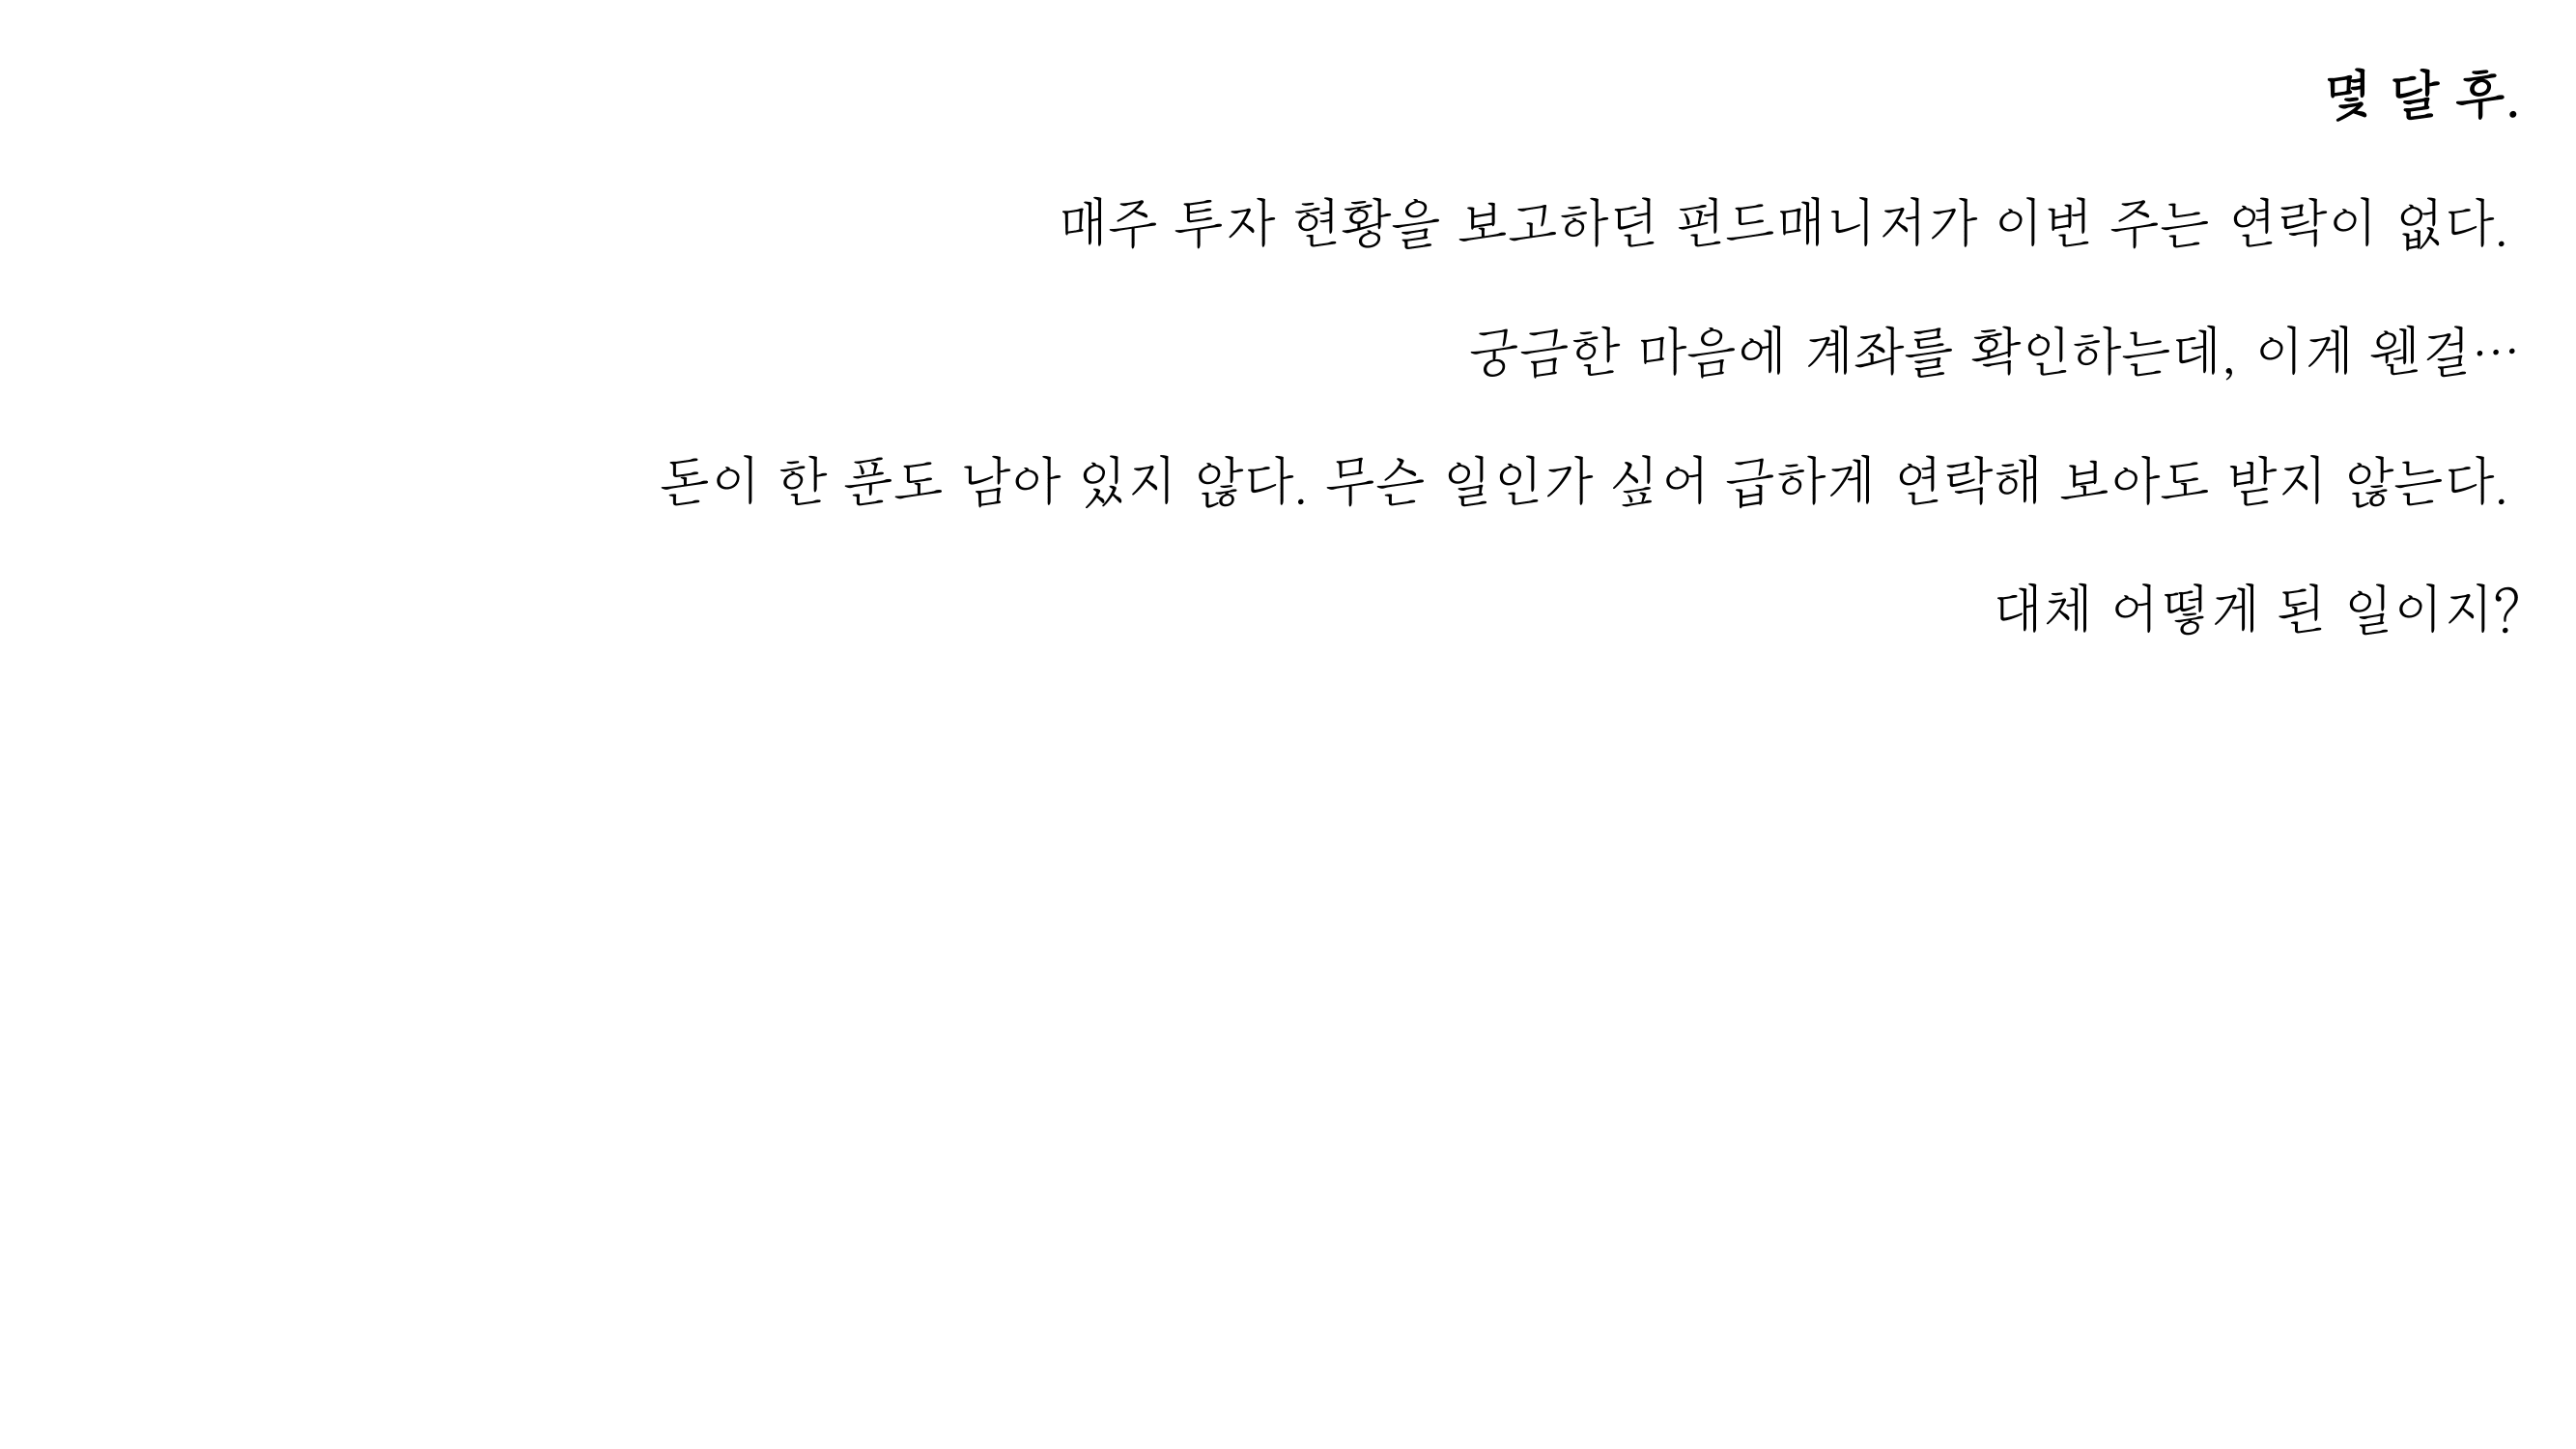 몇 달 후.
매주 투자 현황을 보고하던 펀드매니저가 이번 주는 연락이 없다.
궁금한 마음에 계좌를 확인하는데, 이게 웬걸…
돈이 한 푼도 남아 있지 않다. 무슨 일인가 싶어 급하게 연락해 보아도 받지 않는다.
대체 어떻게 된 일이지?